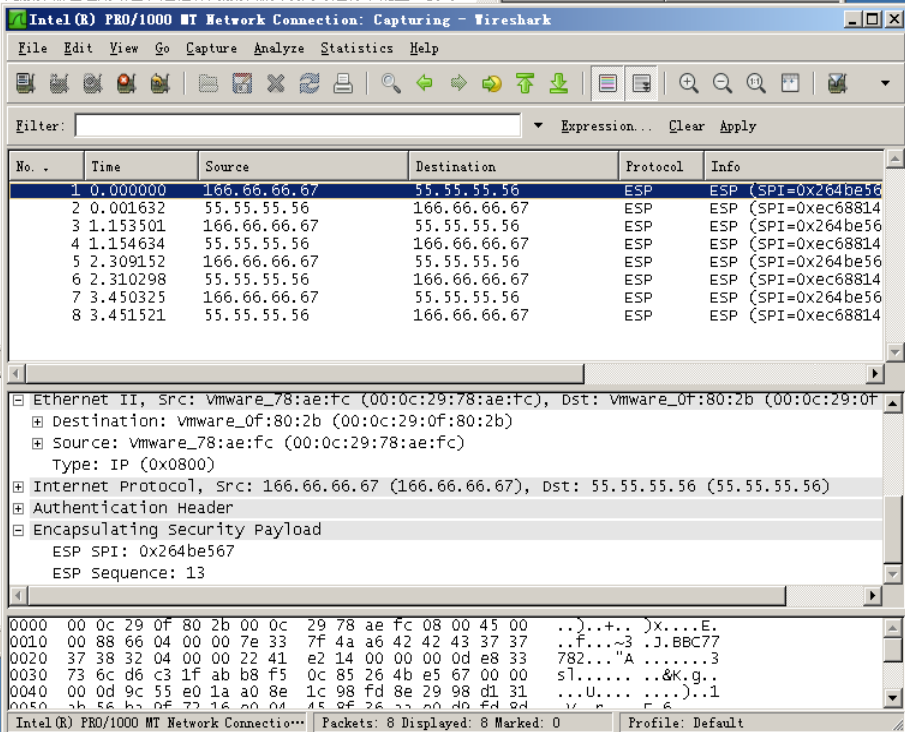 Intel(R) PRO/1000 MT Network Connection: Capturing - Wireshark
File Edit View Go Capture Analyze Statistics Help
Filter: Expression... Clear Apply
No. Time Source Destination Protocol Info
1 0.000000 166.66.66.67 55.55.55.56 ESP ESP (SPI=0x264be56
2 0.001632 55.55.55.56 166.66.66.67 ESP ESP (SPI=0xec68814
3 1.153501 166.66.66.67 55.55.55.56 ESP ESP (SPI=0x264be56
4 1.154634 55.55.55.56 166.66.66.67 ESP ESP (SPI=0xec68814
5 2.309152 166.66.66.67 55.55.55.56 ESP ESP (SPI=0x264be56
6 2.310298 55.55.55.56 166.66.66.67 ESP ESP (SPI=0xec68814
7 3.450325 166.66.66.67 55.55.55.56 ESP ESP (SPI=0x264be56
8 3.451521 55.55.55.56 166.66.66.67 ESP ESP (SPI=0xec68814
Ethernet II, Src: Vmware_78:ae:fc (00:0c:29:78:ae:fc), Dst: Vmware_0f:80:2b (00:0c:29:0f
Destination: Vmware_0f:80:2b (00:0c:29:0f:80:2b)
Source: Vmware_78:ae:fc (00:0c:29:78:ae:fc)
Type: IP (0x0800)
Internet Protocol, Src: 166.66.66.67 (166.66.66.67), Dst: 55.55.55.56 (55.55.55.56)
Authentication Header
Encapsulating Security Payload
ESP SPI: 0x264be567
ESP Sequence: 13
0000 00 0c 29 0f 80 2b 00 0c 29 78 ae fc 08 00 45 00 ..)..+.. )x....E.
0010 00 88 66 04 00 00 7e 33 7f 4a a6 42 42 43 37 37 ..f...~3 .J.BBC77
0020 37 38 32 04 00 00 22 41 e2 14 00 00 00 0d e8 33 782..."A .......3
0030 73 6c d6 c3 1f ab b8 f5 0c 85 26 4b e5 67 00 00 sl...... ..&K.g..
0040 00 0d 9c 55 e0 1a a0 8e 1c 98 fd 8e 29 98 d1 31 ...U.... ....)..1
0050 ab 56 ba 9f 72 16 e0 04 45 8f
Intel(R) PRO/1000 MT Network Connectio… Packets: 8 Displayed: 8 Marked: 0 Profile: Default